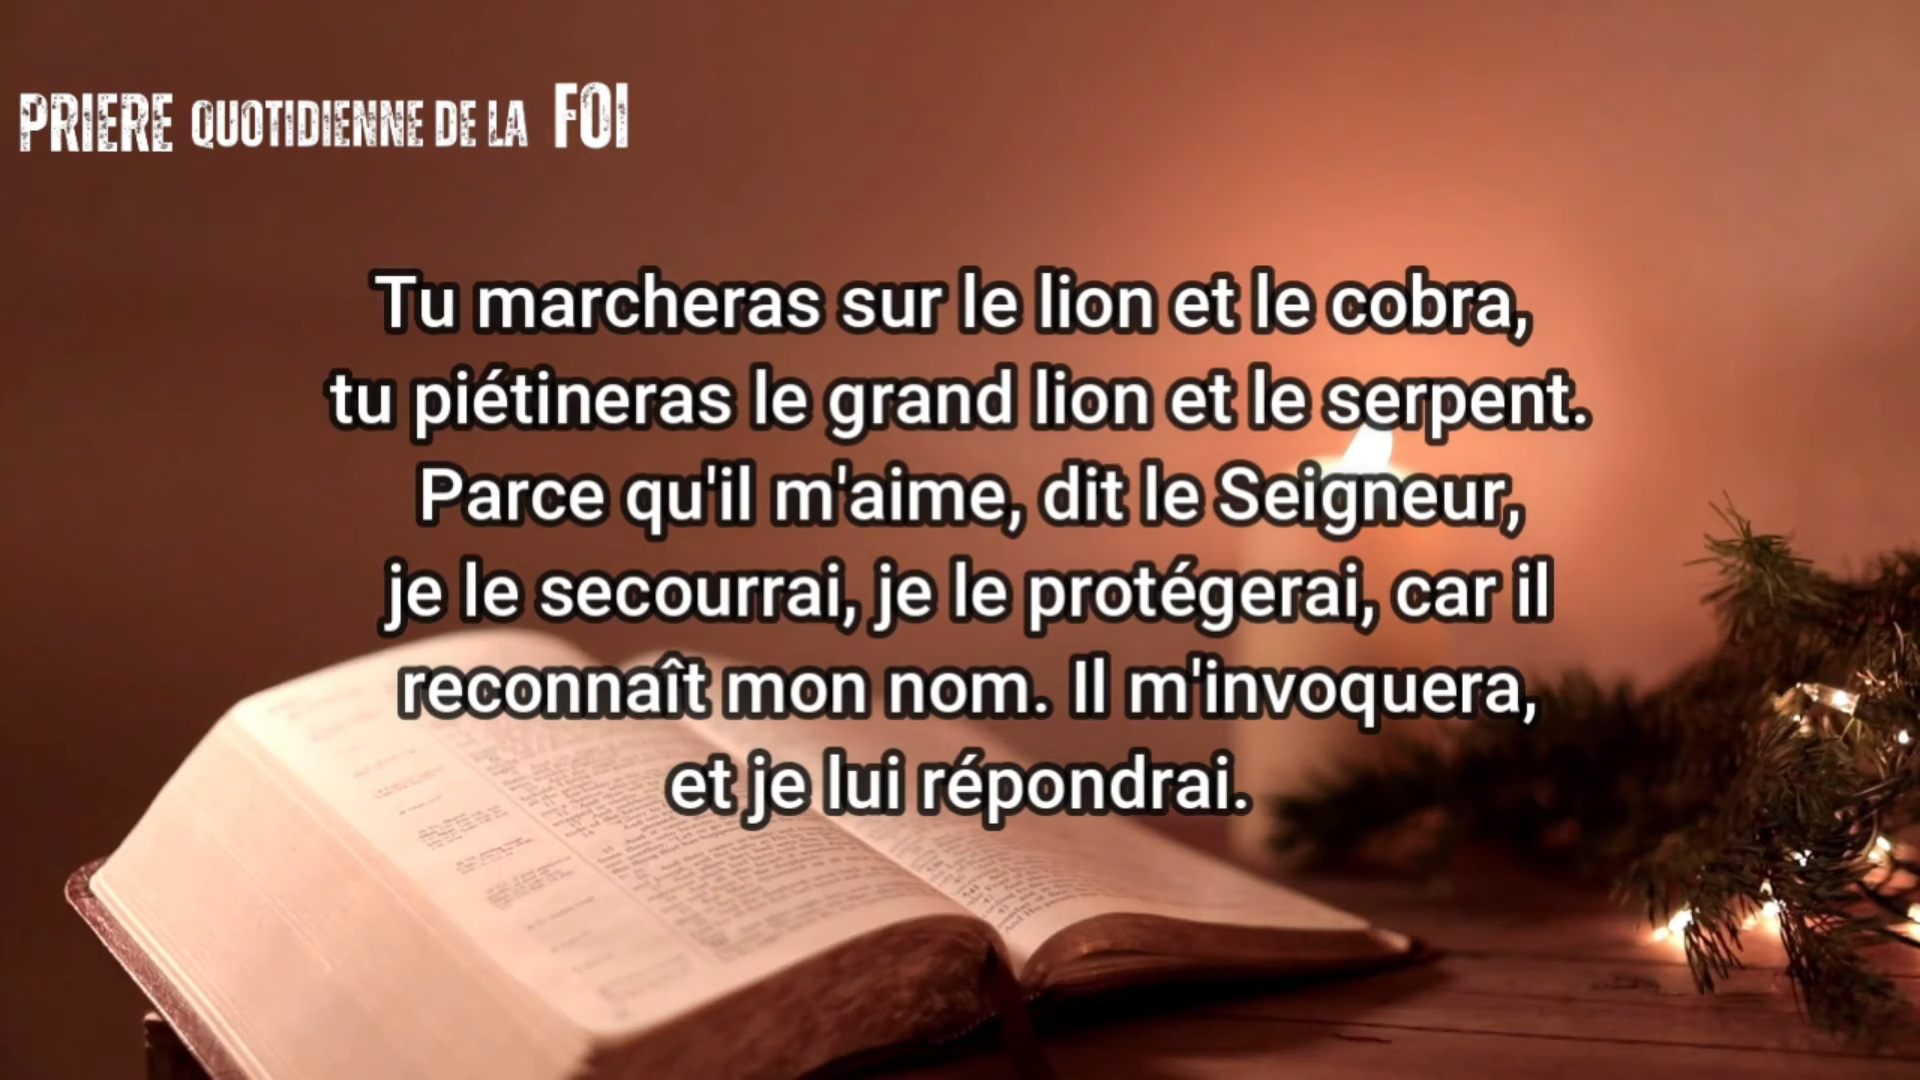 PRIERE QUOTIDIENNE DE LA FOI
Tu marcheras sur le lion et le cobra,
tu piétineras le grand lion et le serpent.
Parce qu'il m'aime, dit le Seigneur,
je le secourrai, je le protégerai, car il
reconnaît mon nom. Il m'invoquera,
et je lui répondrai.